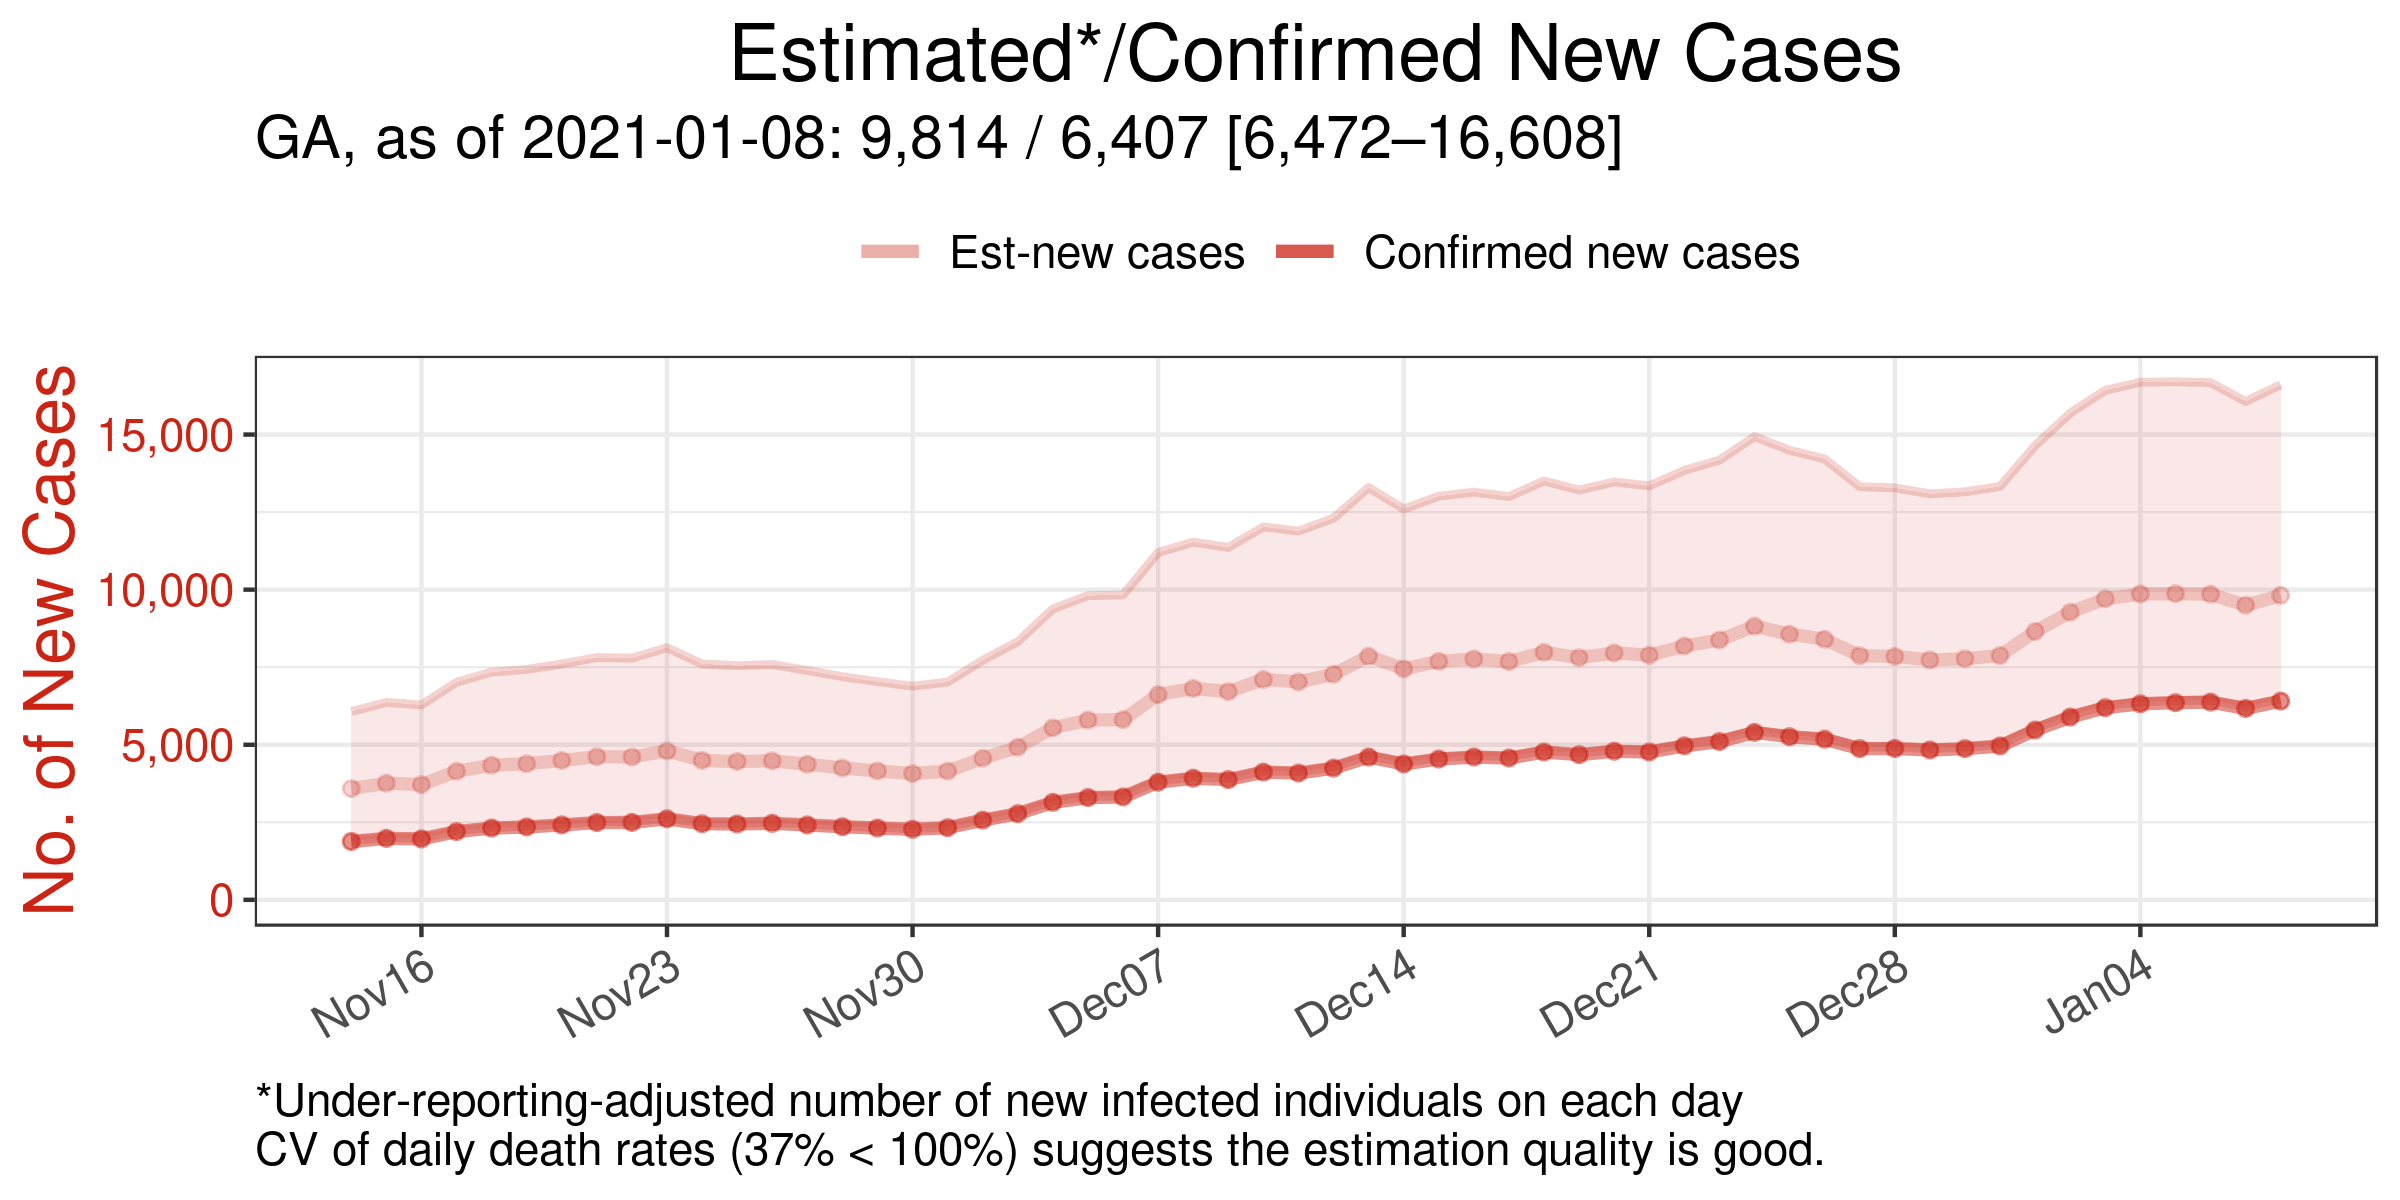 Estimated*/Confirmed New Cases
GA, as of 2021-01-08: 9,814 / 6,407 [6,472–16,608]
Est-new cases
Confirmed new cases
No. of New Cases
15,000
10,000
5,000
0
Nov16
Nov23
Nov30
Dec07
Dec14
Dec21
Dec28
Jan04
*Under-reporting-adjusted number of new infected individuals on each day
CV of daily death rates (37% < 100%) suggests the estimation quality is good.